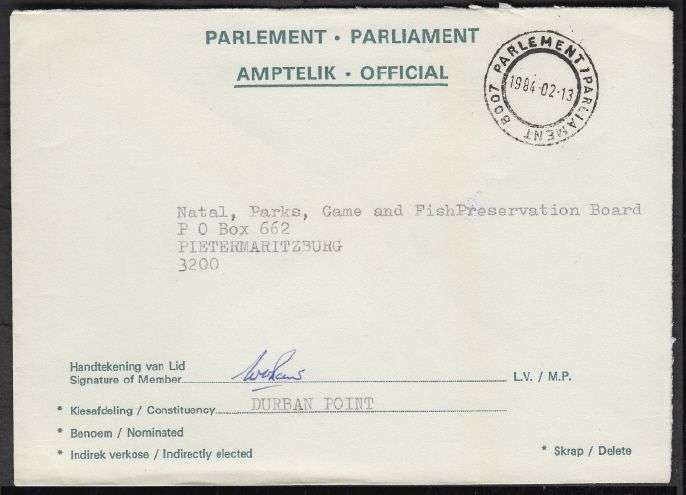 PARLEMENT · PARLIAMENT
AMPTELIK · OFFICIAL
8007 PARLEMENT / PARLIAMENT
1984-02-13
Natal, Parks, Game and FishPreservation Board
P O Box 662
PIETERMARITZBURG
3200
Handtekening van Lid
Signature of Member L.V. / M.P.
* Kiesafdeling / Constituency DURBAN POINT
* Benoem / Nominated
* Indirek verkose / Indirectly elected * Skrap / Delete